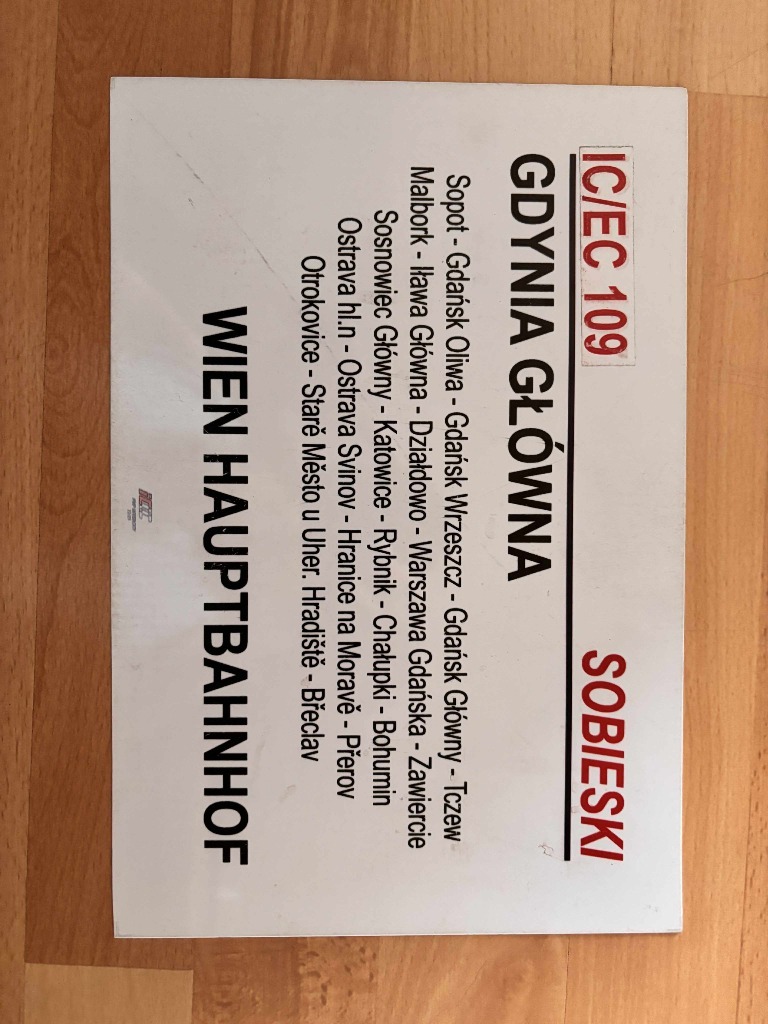 IC/EC 109 SOBIESKI
GDYNIA GŁÓWNA
Sopot - Gdańsk Oliwa - Gdańsk Wrzeszcz - Gdańsk Główny - Tczew
Malbork - Iława Główna - Działdowo - Warszawa Gdańska - Zawiercie
Sosnowiec Główny - Katowice - Rybnik - Chałupki - Bohumin
Ostrava hl.n - Ostrava Svinov - Hranice na Moravě - Přerov
Otrokovice - Starě Město u Uher. Hradiště - Břeclav
WIEN HAUPTBAHNHOF